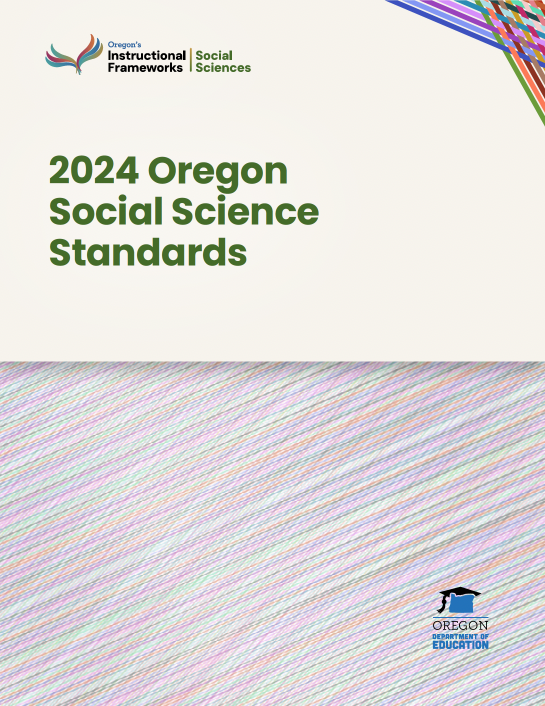 Oregon's
Instructional
Frameworks
Social
Sciences
2024 Oregon
Social Science
Standards
OREGON
DEPARTMENT OF
EDUCATION